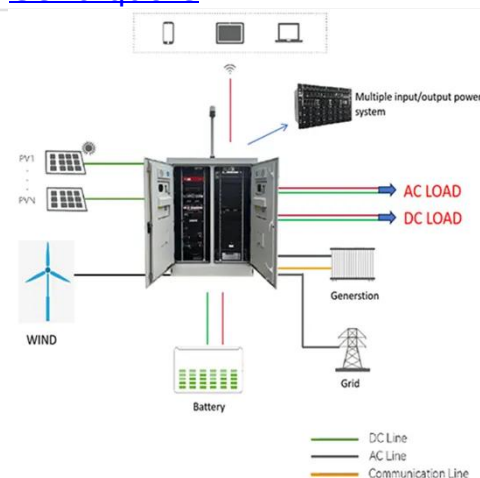 Multiple input/output power
system
PV1
PVN
AC LOAD
DC LOAD
WIND
Generstion
Battery
Grid
DC Line
AC Line
Communication Line